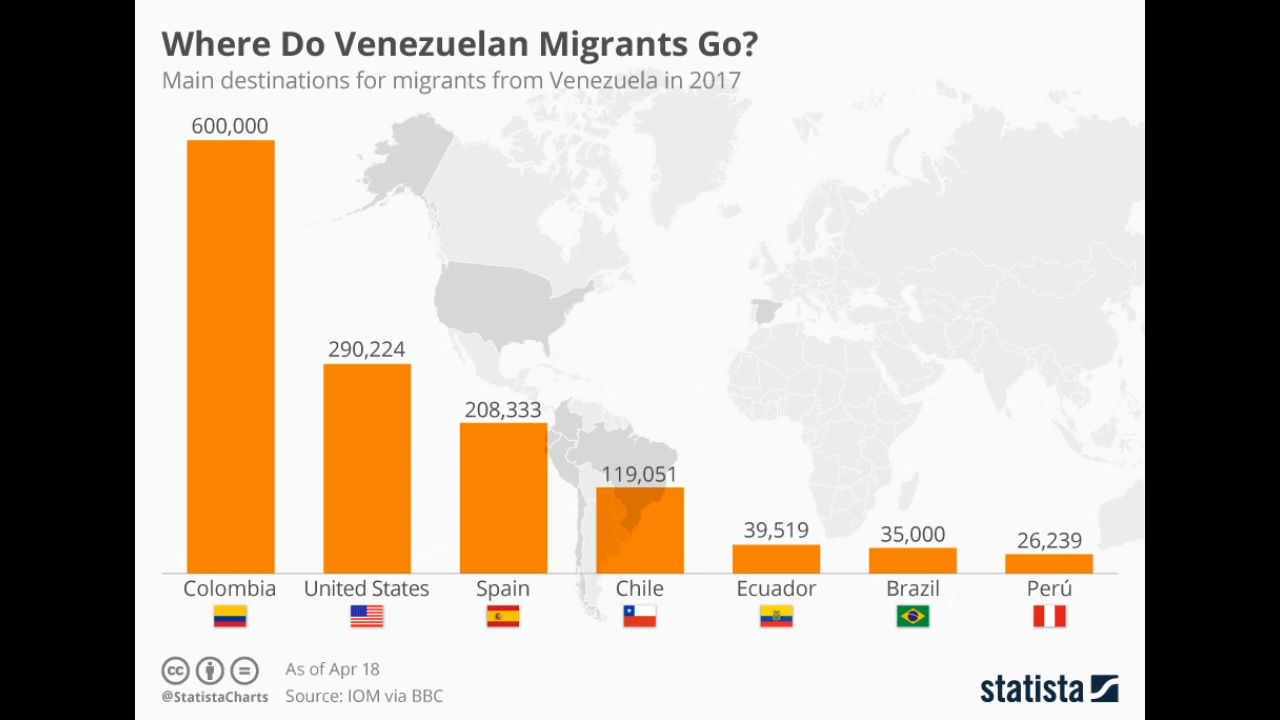 Where Do Venezuelan Migrants Go?
Main destinations for migrants from Venezuela in 2017
600,000
290,224
208,333
119,051
39,519
35,000
26,239
Colombia
United States
Spain
Chile
Ecuador
Brazil
Perú
cc
@StatistaCharts
As of Apr 18
Source: IOM via BBC
statista